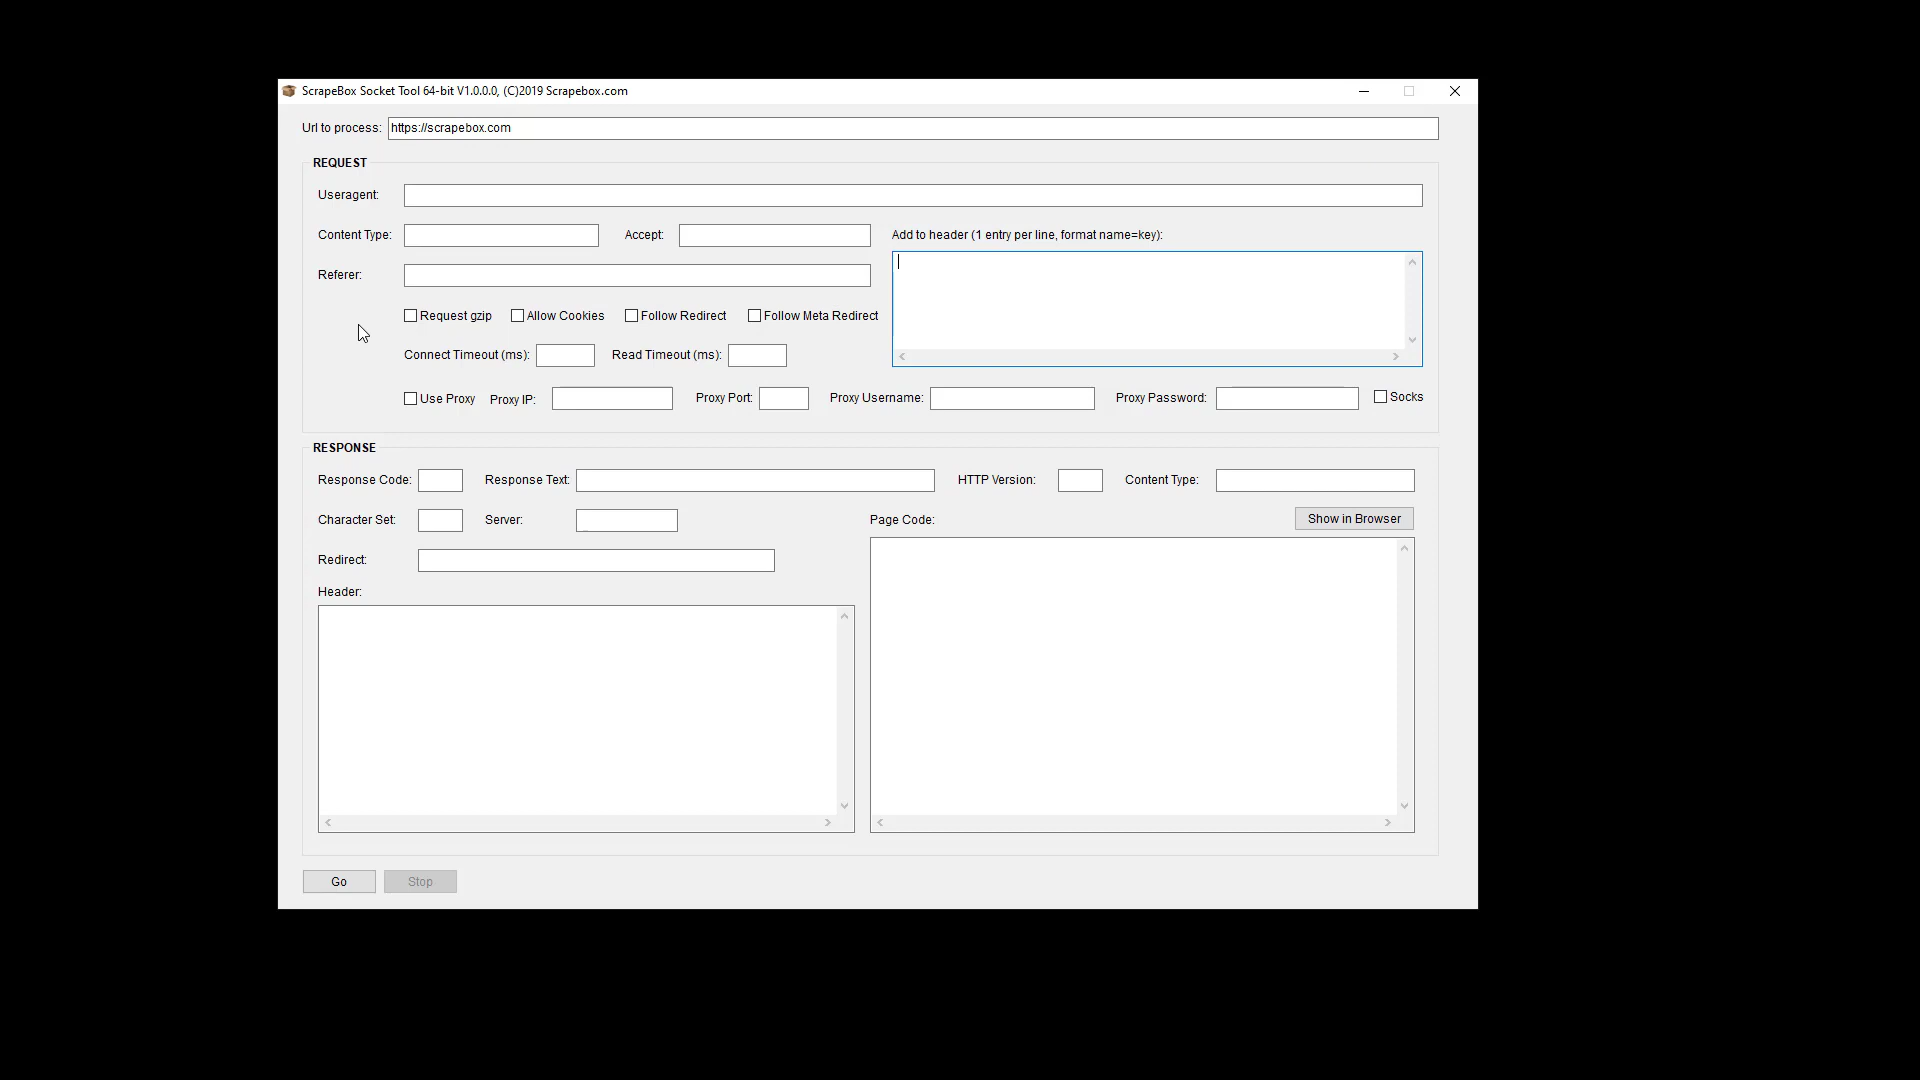 ScrapeBox Socket Tool 64-bit V1.0.0.0, (C)2019 Scrapebox.com
Url to process: https://scrapebox.com
REQUEST
Useragent:
Content Type: Accept: Add to header (1 entry per line, format name=key):
Referer:
Request gzip Allow Cookies Follow Redirect Follow Meta Redirect
Connect Timeout (ms): Read Timeout (ms):
Use Proxy Proxy IP: Proxy Port: Proxy Username: Proxy Password: Socks
RESPONSE
Response Code: Response Text: HTTP Version: Content Type:
Character Set: Server: Page Code: Show in Browser
Redirect:
Header:
Go Stop